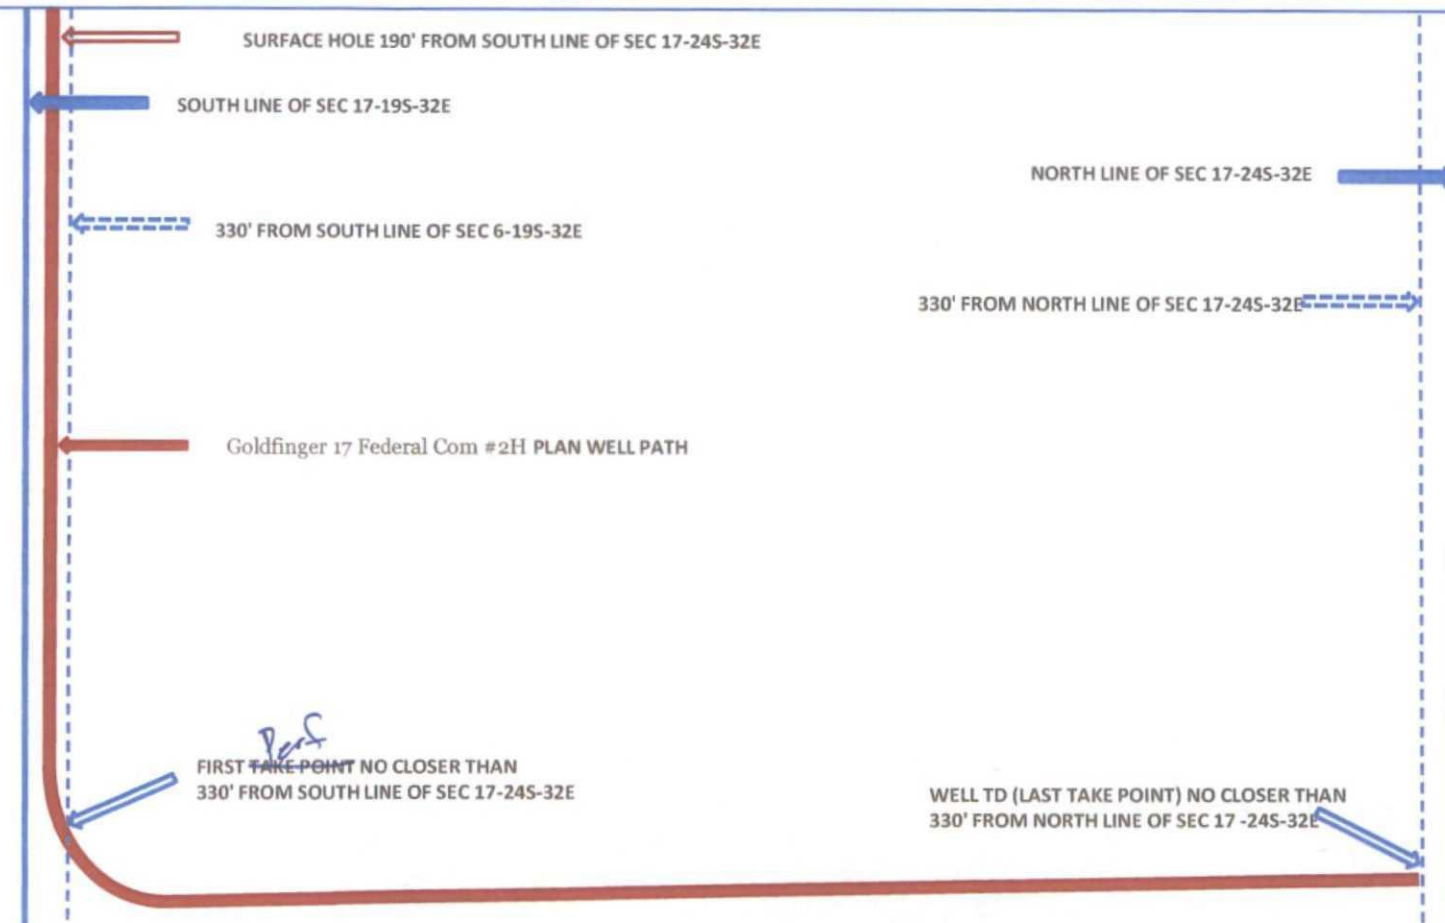 SURFACE HOLE 190' FROM SOUTH LINE OF SEC 17-24S-32E
SOUTH LINE OF SEC 17-19S-32E
NORTH LINE OF SEC 17-24S-32E
330' FROM SOUTH LINE OF SEC 6-19S-32E
330' FROM NORTH LINE OF SEC 17-24S-32E
Goldfinger 17 Federal Com #2H PLAN WELL PATH
Perf
FIRST TAKE POINT NO CLOSER THAN
330' FROM SOUTH LINE OF SEC 17-24S-32E
WELL TD (LAST TAKE POINT) NO CLOSER THAN
330' FROM NORTH LINE OF SEC 17 -24S-32E